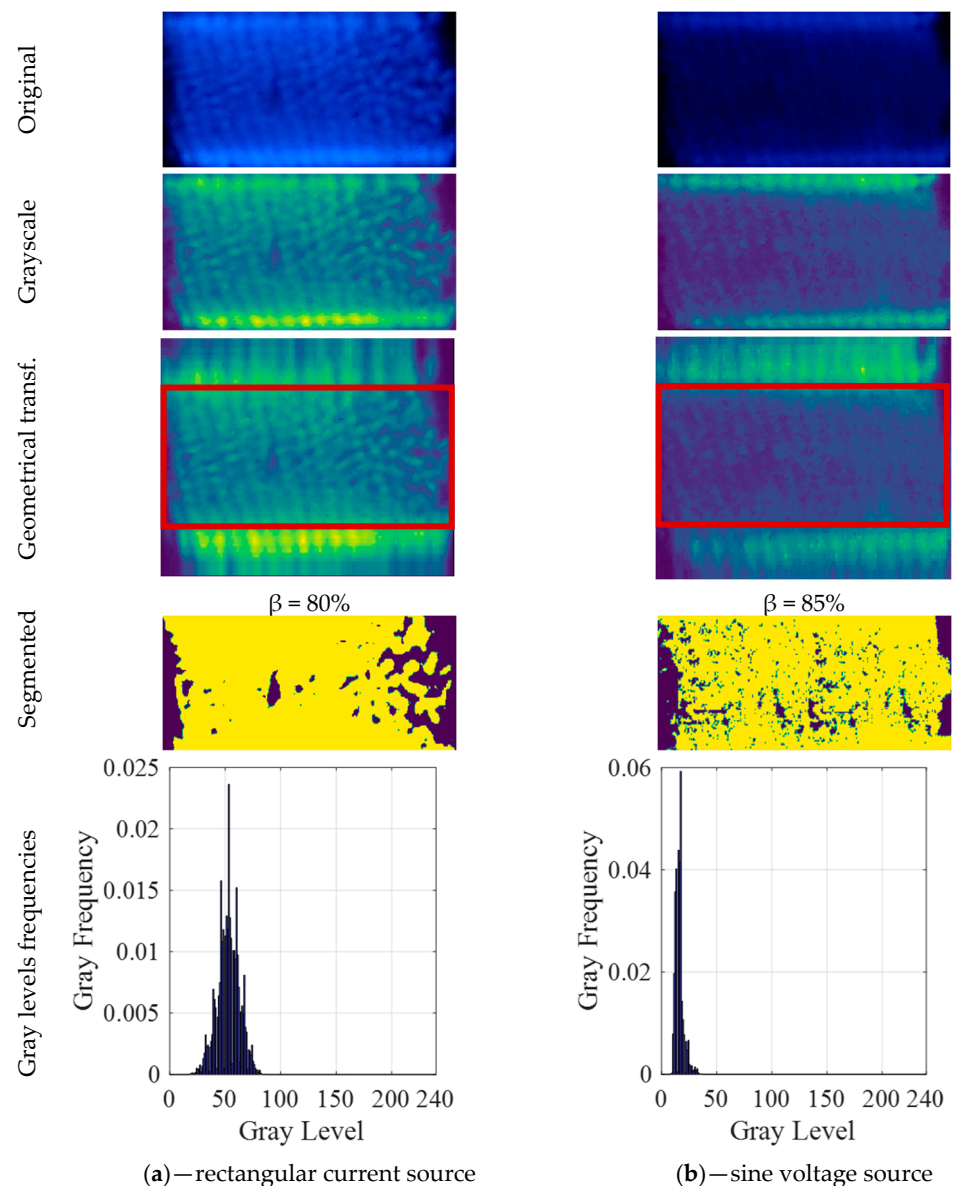 Original
Grayscale
Geometrical transf.
β = 80%
β = 85%
Segmented
Gray levels frequencies
0.025
0.02
0.015
0.01
0.005
0
Gray Frequency
0 50 100 150 200 240
Gray Level
0.06
0.04
0.02
0
Gray Frequency
0 50 100 150 200 240
Gray Level
(a)—rectangular current source
(b)—sine voltage source